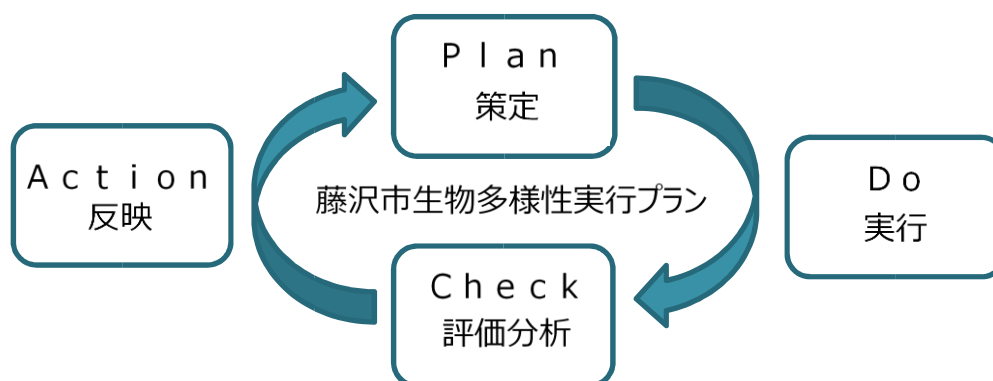 Plan
策定
Action
反映
藤沢市生物多様性実行プラン
Do
実行
Check
評価分析